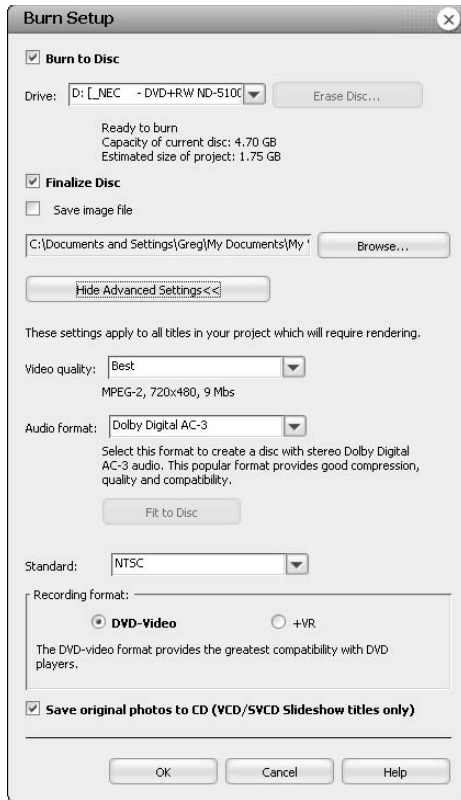 Burn Setup
Burn to Disc
Drive: D: [_NEC - DVD+RW ND-510( Erase Disc...
Ready to burn
Capacity of current disc: 4.70 GB
Estimated size of project: 1.75 GB
Finalize Disc
Save image file
C:\Documents and Settings\Greg\My Documents\My Browse...
Hide Advanced Settings<<
These settings apply to all titles in your project which will require rendering.
Video quality: Best
MPEG-2, 720x480, 9 Mbs
Audio format: Dolby Digital AC-3
Select this format to create a disc with stereo Dolby Digital
AC-3 audio. This popular format provides good compression,
quality and compatibility.
Fit to Disc
Standard: NTSC
Recording format:
DVD-Video +VR
The DVD-video format provides the greatest compatibility with DVD
players.
Save original photos to CD (VCD/SVCD Slideshow titles only)
OK Cancel Help